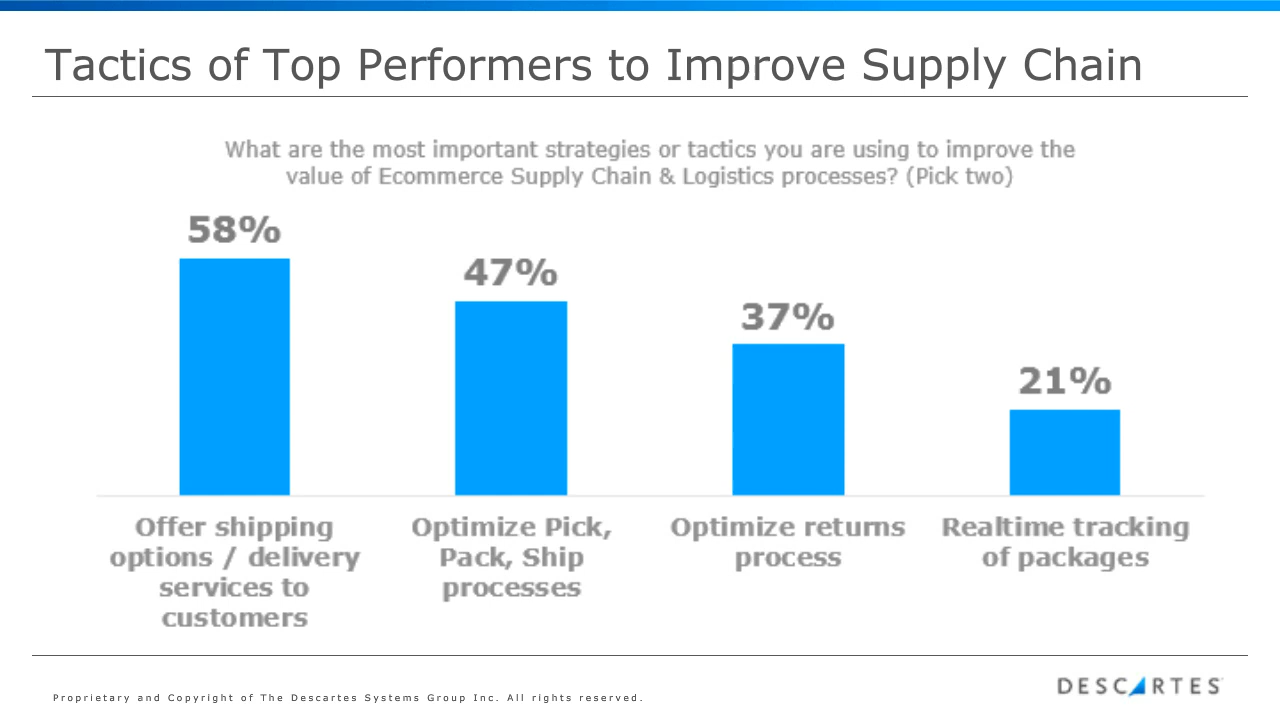 Tactics of Top Performers to Improve Supply Chain
What are the most important strategies or tactics you are using to improve the
value of Ecommerce Supply Chain & Logistics processes? (Pick two)
58%
47%
37%
21%
Offer shipping
options / delivery
services to
customers
Optimize Pick,
Pack, Ship
processes
Optimize returns
process
Realtime tracking
of packages
Proprietary and Copyright of The Descartes Systems Group Inc. All rights reserved.
DESCARTES